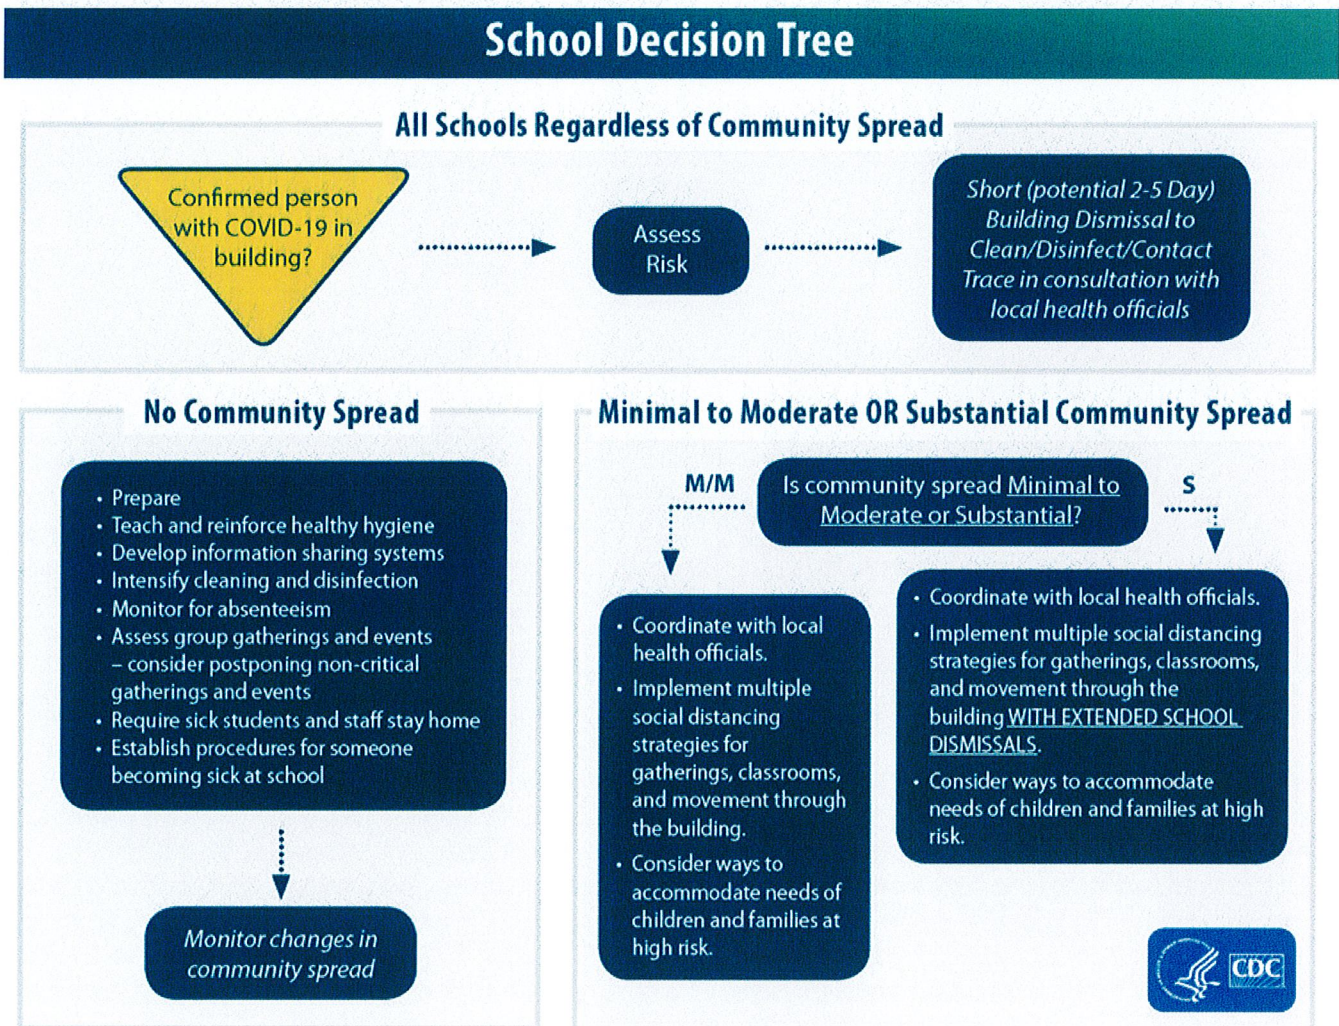 School Decision Tree
All Schools Regardless of Community Spread
Confirmed person
with COVID-19 in
building?
Assess
Risk
Short (potential 2-5 Day)
Building Dismissal to
Clean/Disinfect/Contact
Trace in consultation with
local health officials
No Community Spread
• Prepare
• Teach and reinforce healthy hygiene
• Develop information sharing systems
• Intensify cleaning and disinfection
• Monitor for absenteeism
• Assess group gatherings and events
– consider postponing non-critical
gatherings and events
• Require sick students and staff stay home
• Establish procedures for someone
becoming sick at school
Monitor changes in
community spread
Minimal to Moderate OR Substantial Community Spread
M/M
Is community spread Minimal to
Moderate or Substantial?
S
• Coordinate with local
health officials.
• Implement multiple
social distancing
strategies for
gatherings, classrooms,
and movement through
the building.
• Consider ways to
accommodate needs of
children and families at
high risk.
• Coordinate with local health officials.
• Implement multiple social distancing
strategies for gatherings, classrooms,
and movement through the
building WITH EXTENDED SCHOOL
DISMISSALS.
• Consider ways to accommodate
needs of children and families at high
risk.
CDC